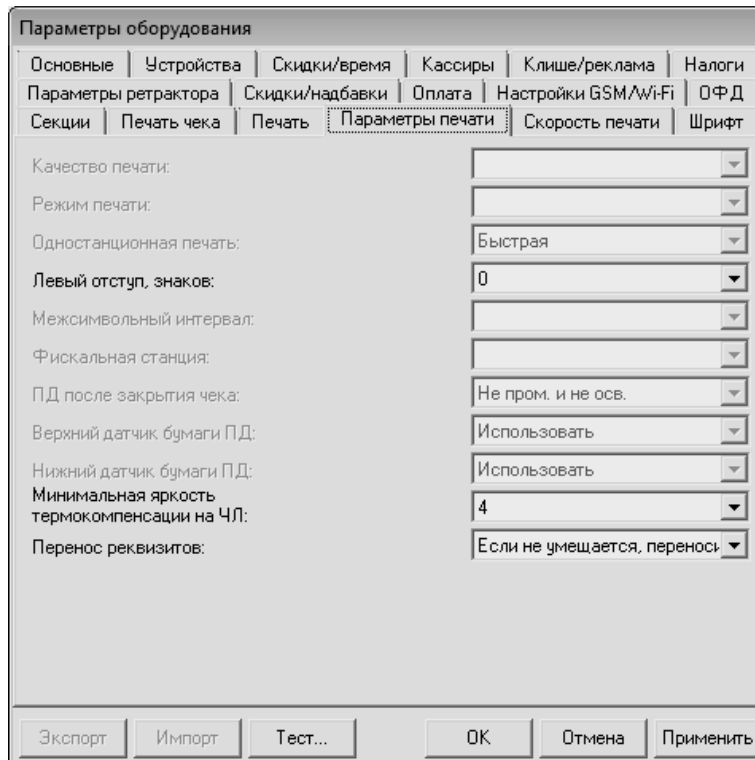 Параметры оборудования
Основные Устройства Скидки/время Кассиры Клише/реклама Налоги
Параметры ретрактора Скидки/надбавки Оплата Настройки GSM/Wi-Fi ОФД
Секции Печать чека Печать Параметры печати Скорость печати Шрифт
Качество печати:
Режим печати:
Одностанционная печать: Быстрая
Левый отступ, знаков: 0
Межсимвольный интервал:
Фискальная станция:
ПД после закрытия чека: Не пром. и не осв.
Верхний датчик бумаги ПД: Использовать
Нижний датчик бумаги ПД: Использовать
Минимальная яркость
термокомпенсации на ЧЛ: 4
Перенос реквизитов: Если не умещается, переноси
Экспорт Импорт Тест... OK Отмена Применить